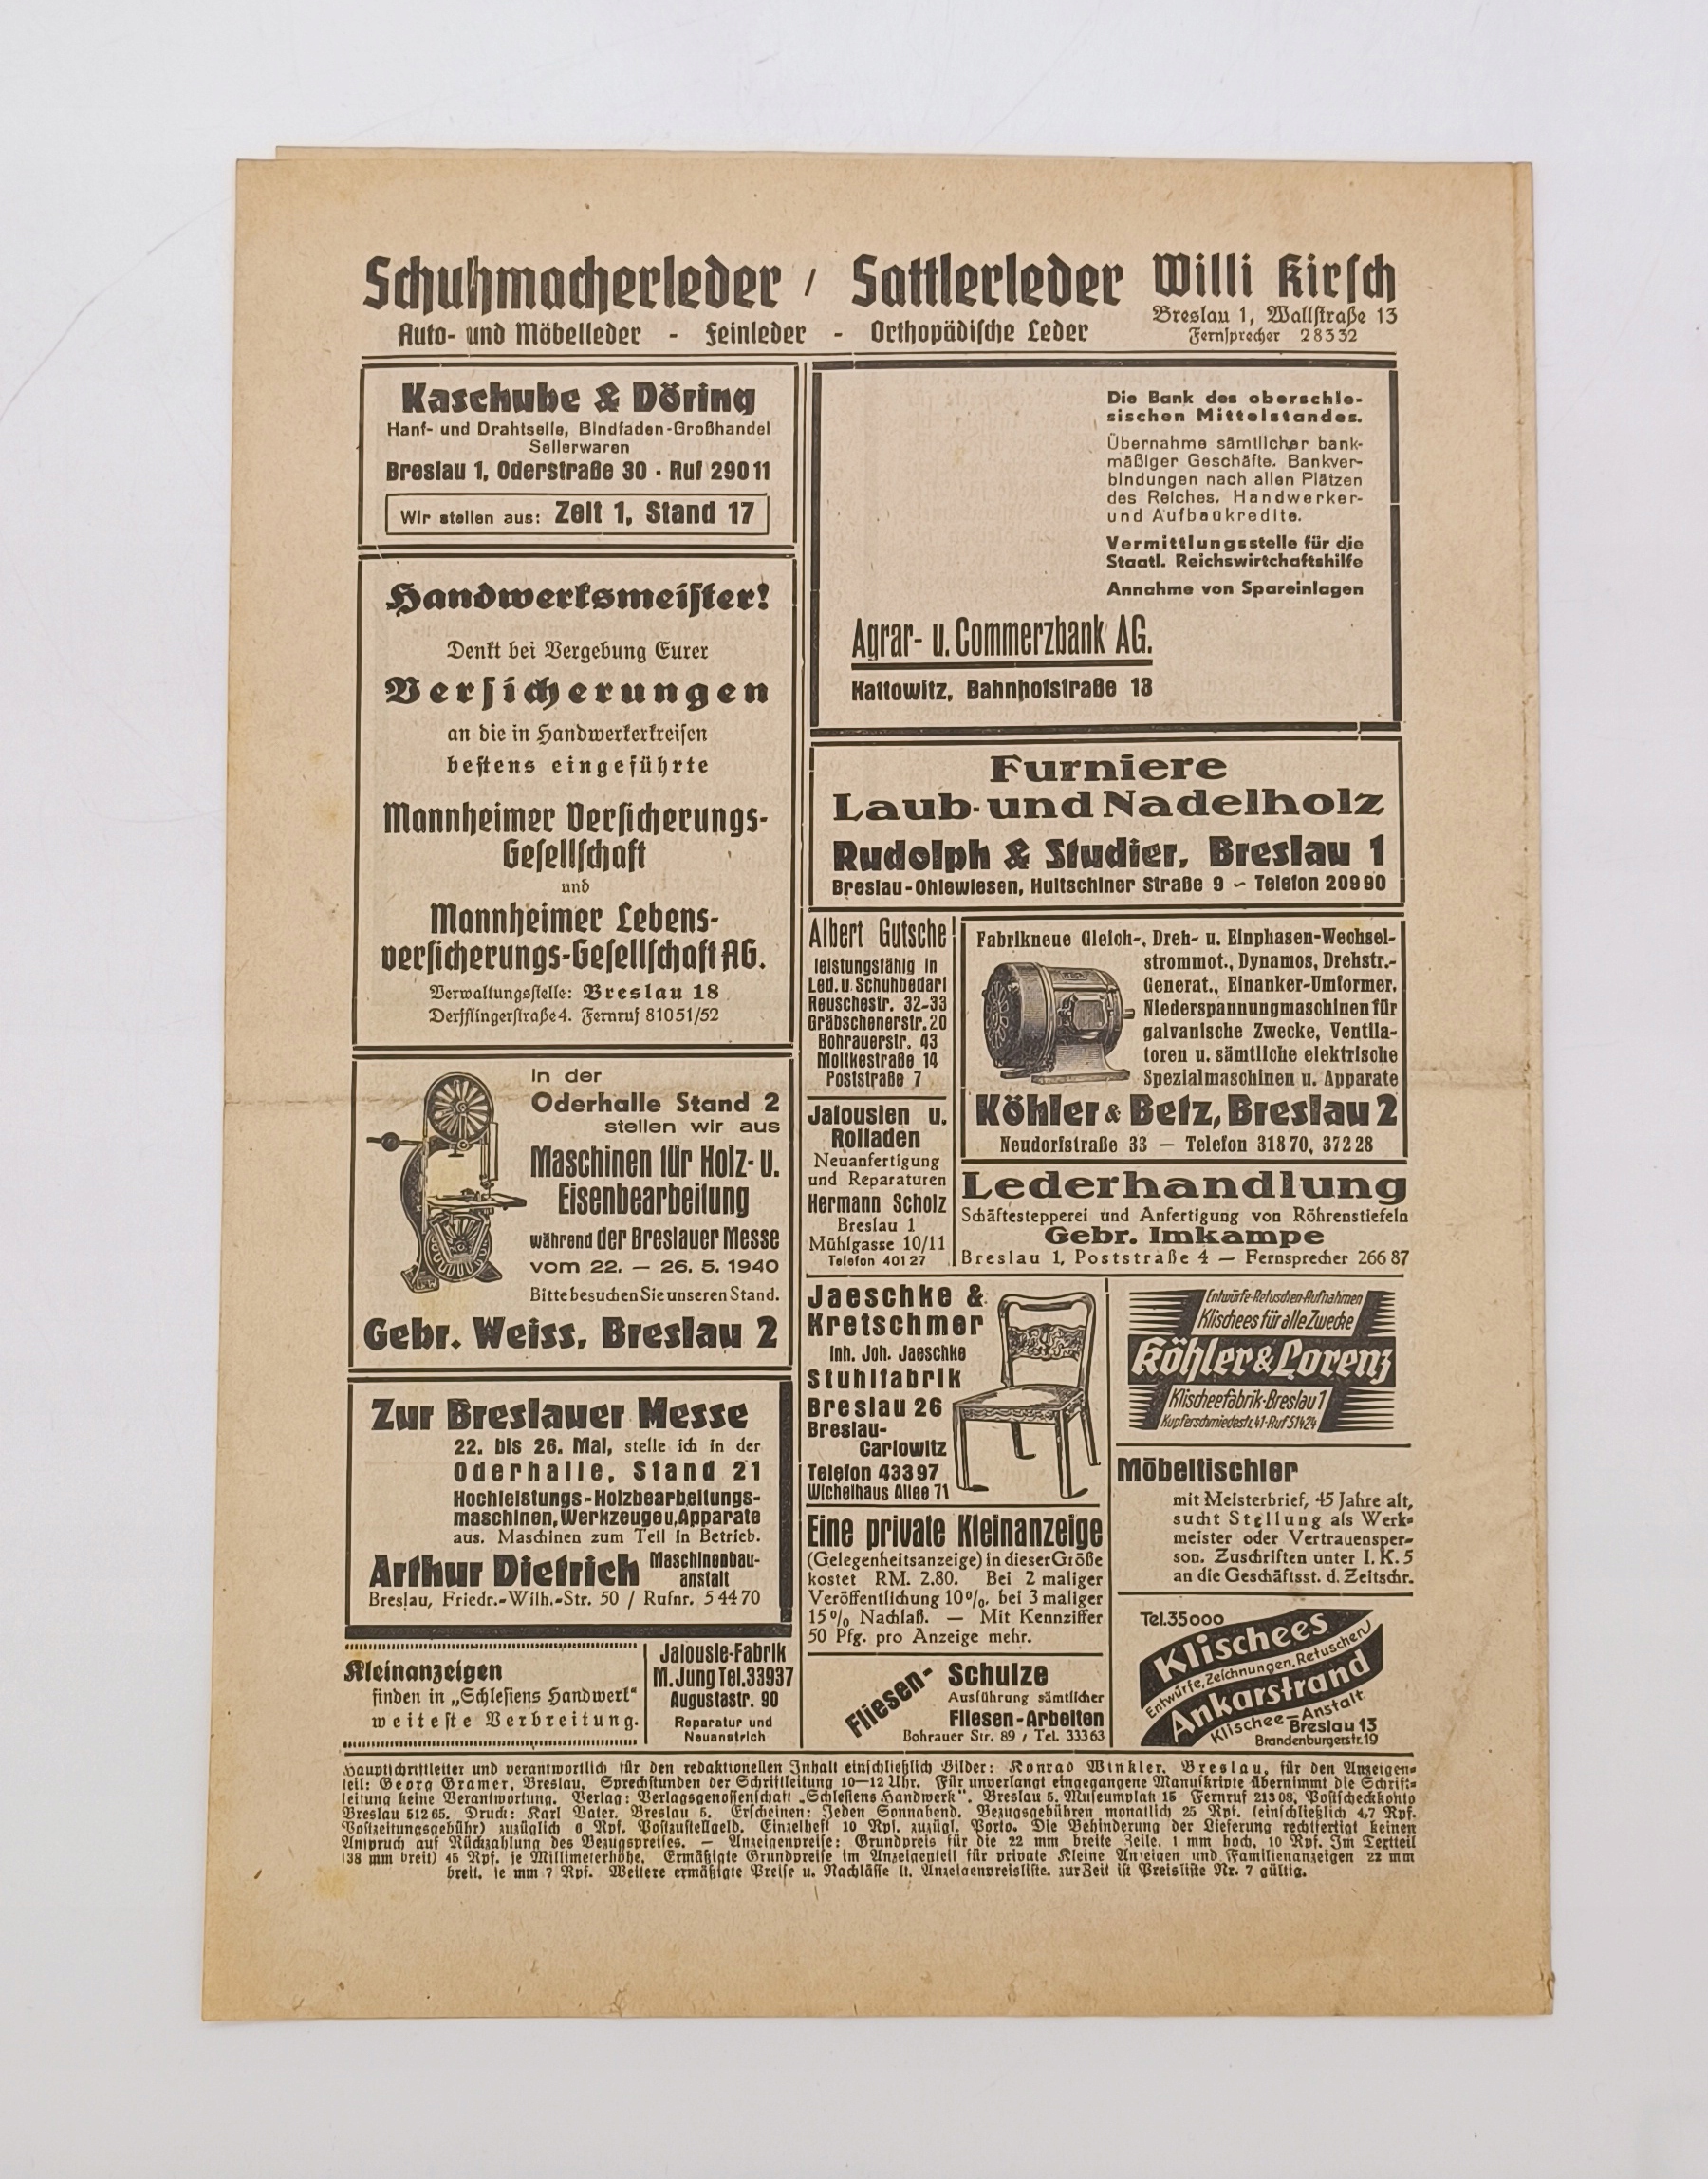 Schuhmacherleder / Sattlerleder
Auto- und Möbelleder - Feinleder - Orthopädische Leder
Willi Kirsch
Breslau 1, Wallstraße 13
Fernsprecher 28332
Kaschube & Döring
Hanf- und Drahtseile, Bindfaden-Großhandel
Seilerwaren
Breslau 1, Oderstraße 30 · Ruf 29011
Wir stellen aus: Zelt 1, Stand 17
Handwerksmeister!
Denkt bei Vergebung Eurer
Versicherungen
an die in Handwerkerkreisen
bestens eingeführte
Mannheimer Versicherungs-
Gesellschaft
und
Mannheimer Lebens-
versicherungs-Gesellschaft AG.
Verwaltungsstelle: Breslau 18
Derfflingerstraße 4. Fernruf 81051/52
In der
Oderhalle Stand 2
stellen wir aus
Maschinen für Holz- u.
Eisenbearbeitung
während der Breslauer Messe
vom 22. — 26. 5. 1940
Bitte besuchen Sie unseren Stand.
Gebr. Weiss, Breslau 2
Zur Breslauer Messe
22. bis 26. Mai, stelle ich in der
Oderhalle, Stand 21
Hochleistungs-Holzbearbeitungs-
maschinen, Werkzeuge u. Apparate
aus. Maschinen zum Teil in Betrieb.
Arthur Dietrich Maschinenbau-
anstalt
Breslau, Friedr.-Wilh.-Str. 50 / Rufnr. 54470
Kleinanzeigen
finden in „Schlesiens Handwerk“
weiteste Verbreitung.
Jalousie-Fabrik
M. Jung Tel. 33937
Augustastr. 90
Reparatur und
Neuanstrich
Die Bank des oberschle-
sischen Mittelstandes.
Übernahme sämtlicher bank-
mäßiger Geschäfte. Bankver-
bindungen nach allen Plätzen
des Reiches. Handwerker-
und Aufbaukredite.
Vermittlungsstelle für die
Staatl. Reichswirtschaftshilfe
Annahme von Spareinlagen
Agrar- u. Commerzbank AG.
Kattowitz, Bahnhofstraße 13
Furniere
Laub- und Nadelholz
Rudolph & Studier, Breslau 1
Breslau-Ohlewiesen, Hultschiner Straße 9 – Telefon 20990
Albert Gutsche
leistungsfähig in
Led. u. Schuhbedarf
Reuschestr. 32-33
Gräbschenerstr. 20
Bohrauerstr. 43
Moltkestraße 14
Poststraße 7
Fabrikneue Gleich-, Dreh- u. Einphasen-Wechsel-
strommot., Dynamos, Drehstr.-
Generat., Einanker-Umformer,
Niederspannungmaschinen für
galvanische Zwecke, Ventila-
toren u. sämtliche elektrische
Spezialmaschinen u. Apparate
Köhler & Betz, Breslau 2
Neudorfstraße 33 — Telefon 31870, 37228
Jalousien u.
Rolladen
Neuanfertigung
und Reparaturen
Hermann Scholz
Breslau 1
Mühlgasse 10/11
Telefon 40127
Lederhandlung
Schäftestepperei und Anfertigung von Röhrenstiefeln
Gebr. Imkampe
Breslau 1, Poststraße 4 — Fernsprecher 26687
Jaeschke &
Kretschmer
Inh. Joh. Jaeschke
Stuhlfabrik
Breslau 26
Breslau-
Carlowitz
Telefon 43397
Wichelhaus Allee 71
Entwürfe-Retuschen-Aufnahmen
Klischees für alle Zwecke
Köhler & Lorenz
Klischeefabrik-Breslau 1
Kupferschmiedestr. 41-Ruf 51424
Eine private Kleinanzeige
(Gelegenheitsanzeige) in dieser Größe
kostet RM. 2.80. Bei 2 maliger
Veröffentlichung 10%, bei 3 maliger
15% Nachlaß. — Mit Kennziffer
50 Pfg. pro Anzeige mehr.
Möbeltischler
mit Meisterbrief, 45 Jahre alt,
sucht Stellung als Werk-
meister oder Vertrauensper-
son. Zuschriften unter I. K. 5
an die Geschäftsst. d. Zeitschr.
Fliesen- Schulze
Ausführung sämtlicher
Fliesen-Arbeiten
Bohrauer Str. 89 / Tel. 33363
Tel. 35000
Klischees
Entwürfe, Zeichnungen, Retuschen
Ankarstrand
Klischee-Anstalt
Breslau 13
Brandenburgerstr. 19
Hauptschriftleiter und verantwortlich für den redaktionellen Inhalt einschließlich Bilder: Konrad Winkler, Breslau, für den Anzeigen-
teil: Georg Gramer, Breslau. Sprechstunden der Schriftleitung 10—12 Uhr. Für unverlangt eingegangene Manuskripte übernimmt die Schrift-
leitung keine Verantwortung. Verlag: Verlagsgenossenschaft „Schlesiens Handwerk“, Breslau 5, Museumplatz 15 Fernruf 21308, Postscheckkonto
Breslau 51265. Druck: Karl Vater, Breslau 5. Erscheinen: Jeden Sonnabend. Bezugsgebühren monatlich 25 Rpf. (einschließlich 4,7 Rpf.
Postzeitungsgebühr) zuzüglich 6 Rpf. Postzustellgeld. Einzelheft 10 Rpf. zuzügl. Porto. Die Behinderung der Lieferung rechtfertigt keinen
Anspruch auf Rückzahlung des Bezugspreises. — Anzeigenpreise: Grundpreis für die 22 mm breite Zeile, 1 mm hoch, 10 Rpf. Im Textteil
(38 mm breit) 45 Rpf. je Millimeterhöhe. Ermäßigte Grundpreise im Anzeigenteil für private Kleine Anzeigen und Familienanzeigen 22 mm
breit, je mm 7 Rpf. Weitere ermäßigte Preise u. Nachlässe lt. Anzeigenpreisliste. zur Zeit ist Preisliste Nr. 7 gültig.